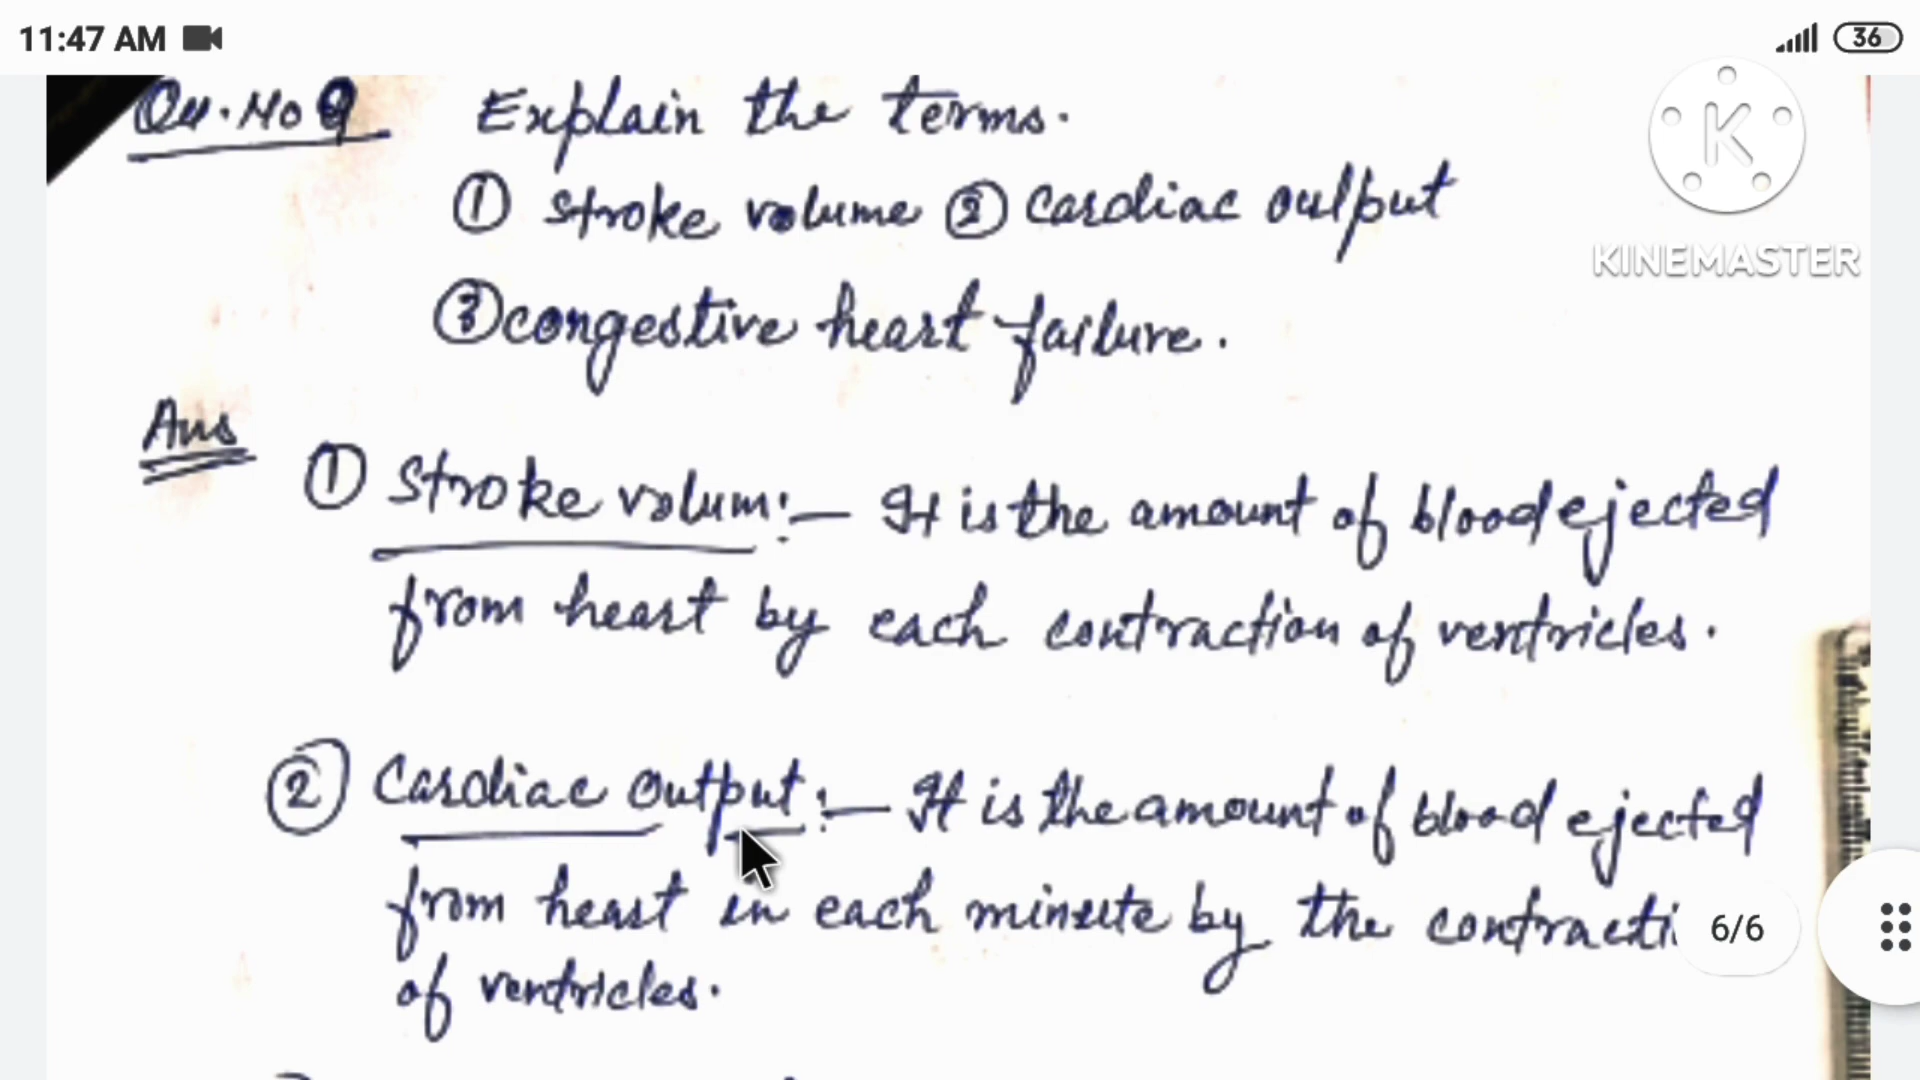 11:47 AM
36
Qu. No 9 Explain the terms.
① stroke volume ② cardiac output
③ congestive heart failure.
KINEMASTER
Ans
① Stroke volum:— It is the amount of blood ejected
from heart by each contraction of ventricles.
② Cardiac Output:— It is the amount of blood ejected
from heart in each minute by the contracti
6/6
of ventricles.